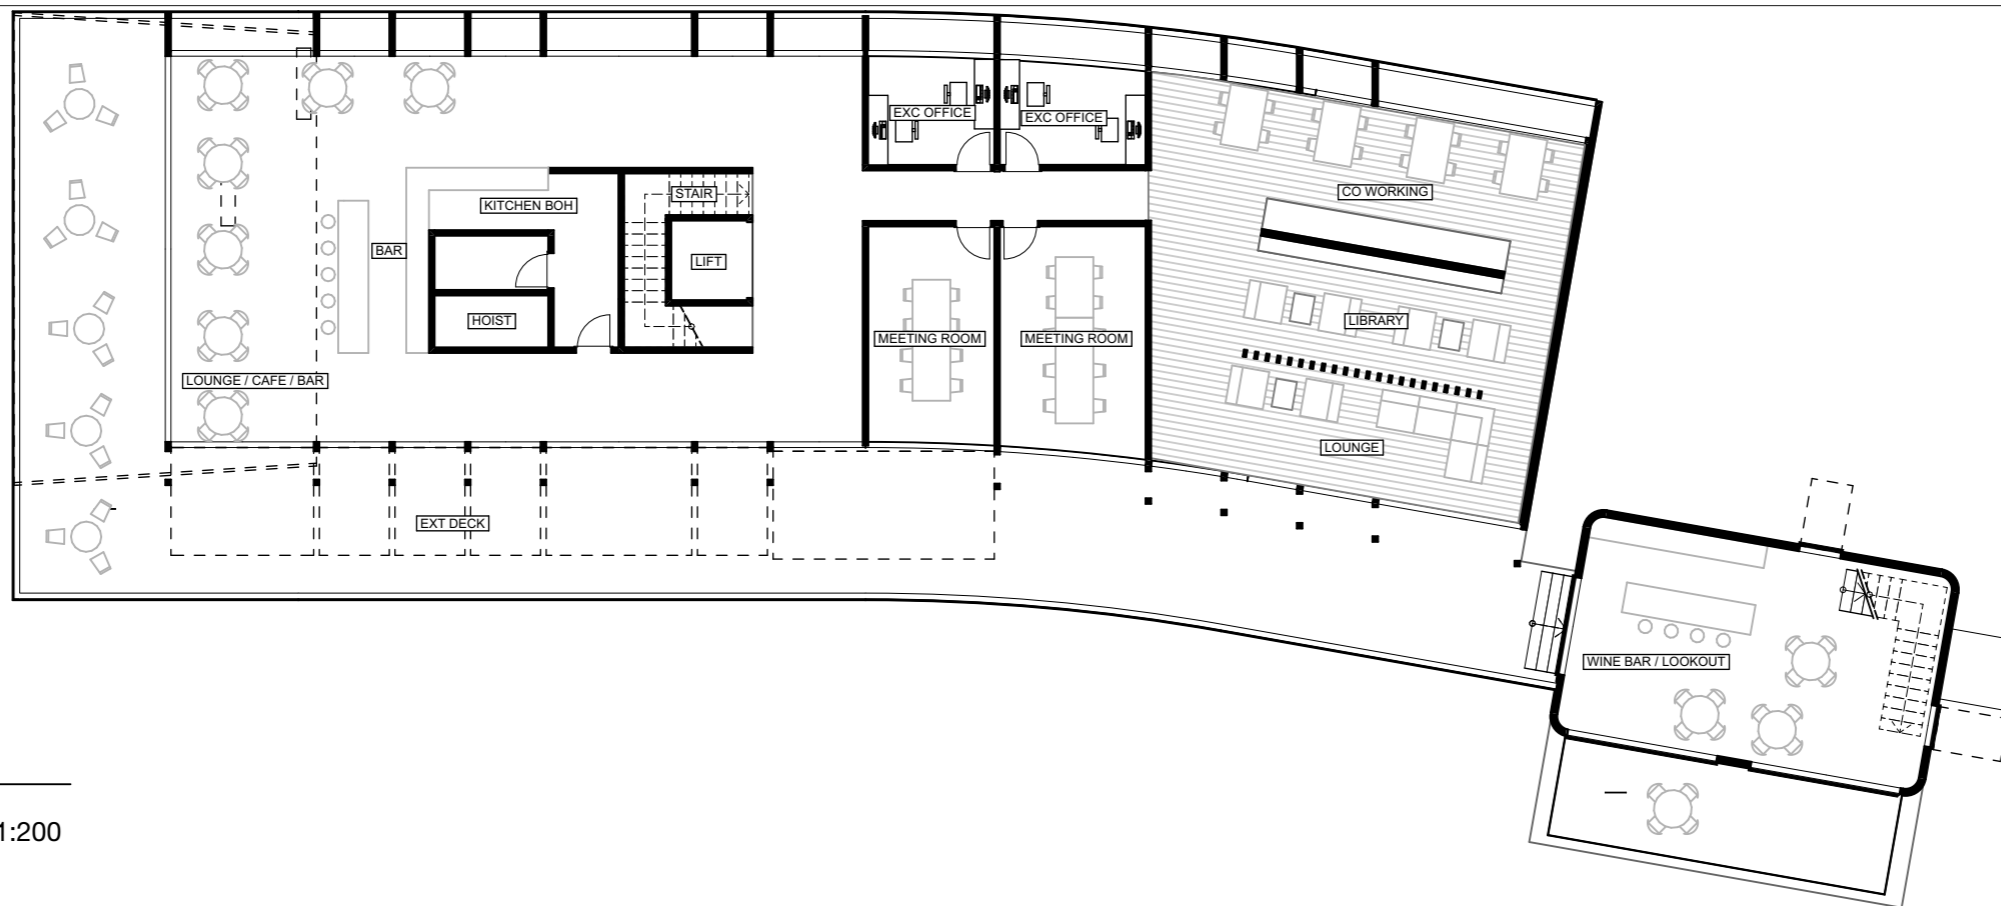 EXC OFFICE
EXC OFFICE
STAIR
CO WORKING
KITCHEN BOH
BAR
LIFT
HOIST
LIBRARY
MEETING ROOM
MEETING ROOM
LOUNGE / CAFE / BAR
LOUNGE
EXT DECK
WINE BAR / LOOKOUT
1:200